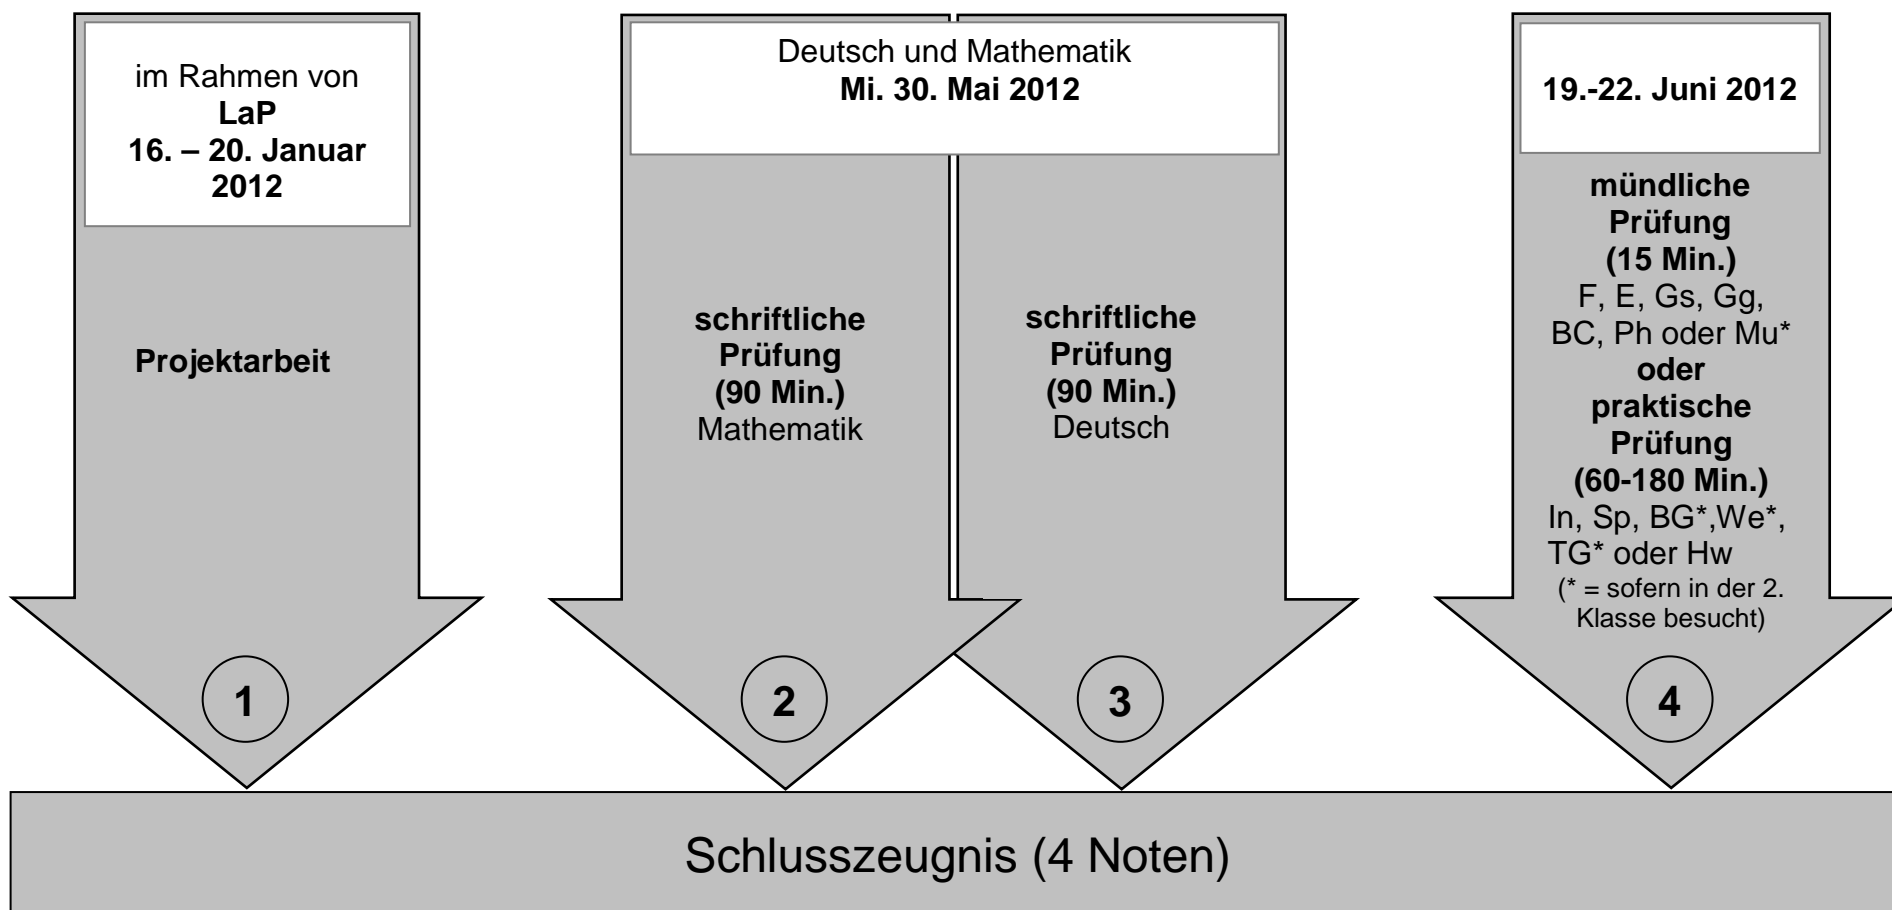 im Rahmen von
LaP
16. – 20. Januar
2012
Projektarbeit
1
Deutsch und Mathematik
Mi. 30. Mai 2012
schriftliche
Prüfung
(90 Min.)
Mathematik
2
schriftliche
Prüfung
(90 Min.)
Deutsch
3
19.-22. Juni 2012
mündliche
Prüfung
(15 Min.)
F, E, Gs, Gg,
BC, Ph oder Mu*
oder
praktische
Prüfung
(60-180 Min.)
In, Sp, BG*,We*,
TG* oder Hw
(* = sofern in der 2.
Klasse besucht)
4
Schlusszeugnis (4 Noten)